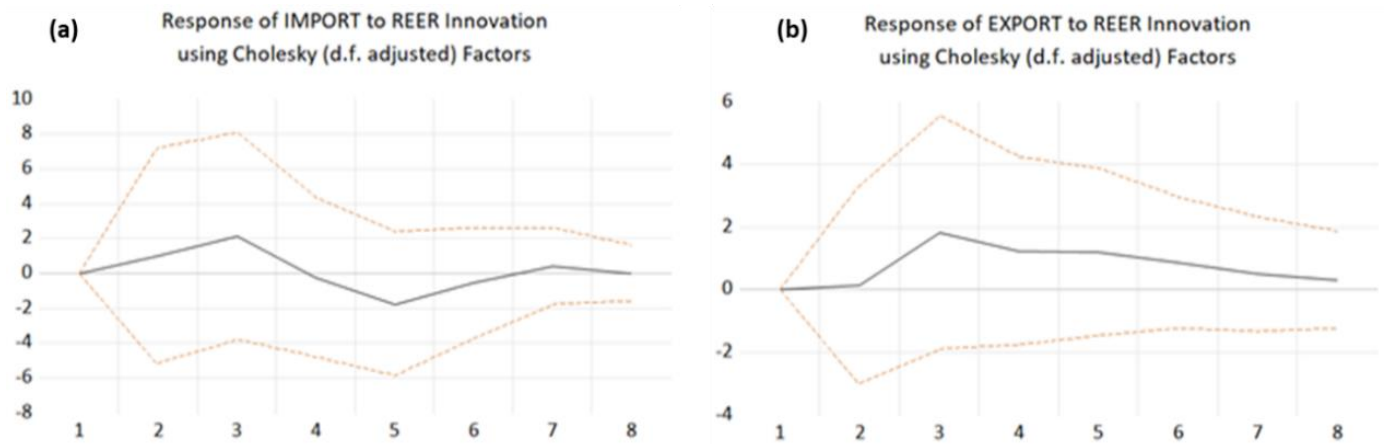 (a)
Response of IMPORT to REER Innovation
using Cholesky (d.f. adjusted) Factors
10
8
6
4
2
0
-2
-4
-6
-8
1 2 3 4 5 6 7 8
(b)
Response of EXPORT to REER Innovation
using Cholesky (d.f. adjusted) Factors
6
4
2
0
-2
-4
1 2 3 4 5 6 7 8